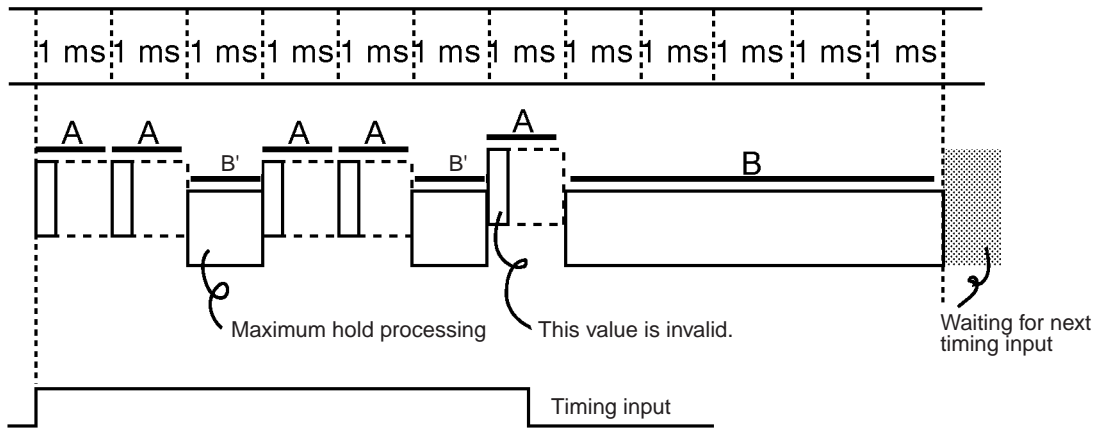 1 ms 1 ms 1 ms 1 ms 1 ms 1 ms 1 ms 1 ms 1 ms 1 ms 1 ms 1 ms
A A B' A A B' A B
Maximum hold processing
This value is invalid.
Waiting for next
timing input
Timing input